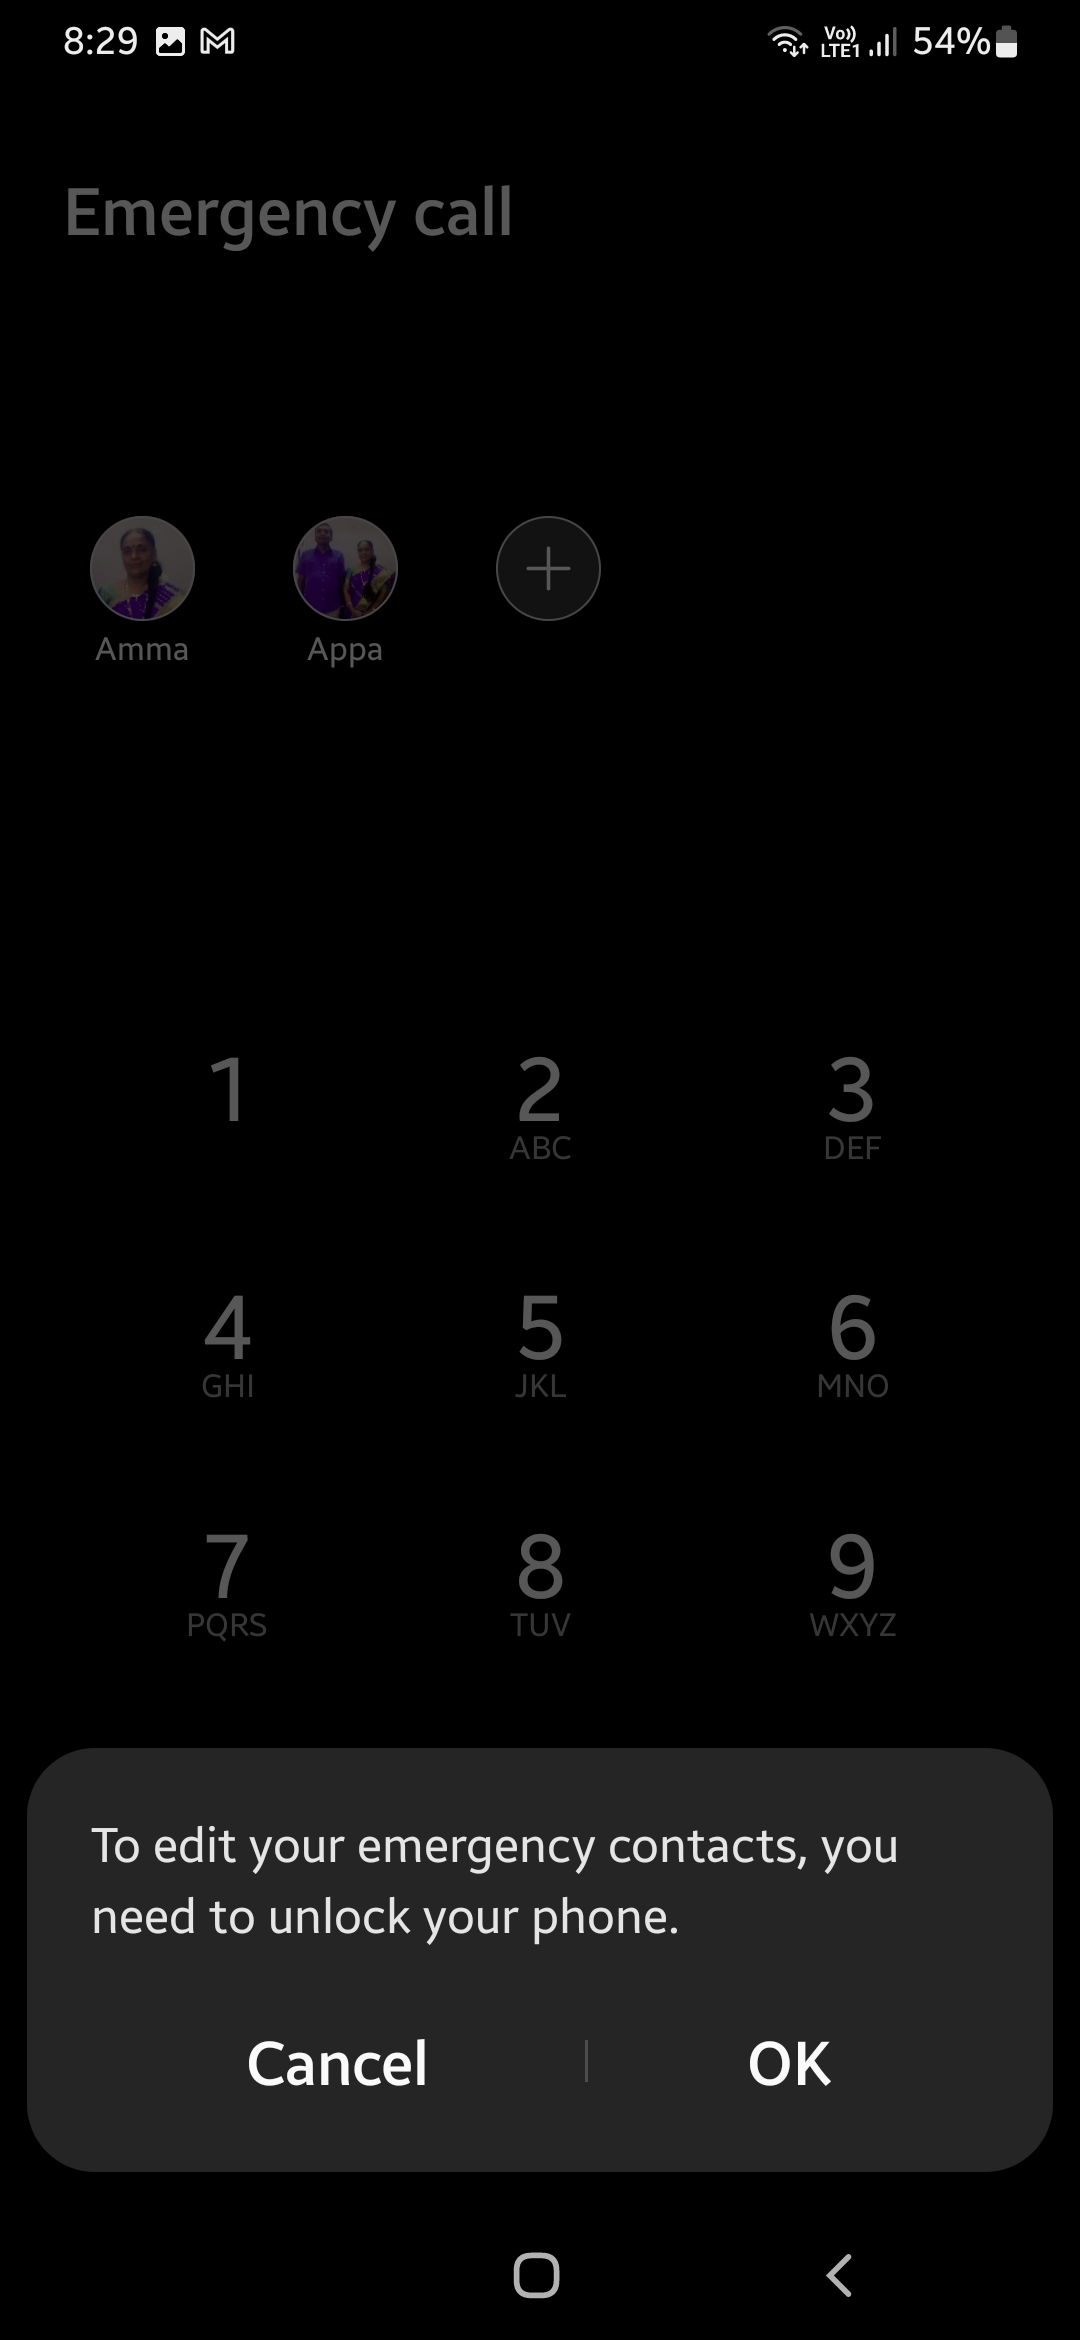 8:29 Vo)) LTE1 54%
Emergency call
Amma Appa
1 2 3
ABC DEF
4 5 6
GHI JKL MNO
7 8 9
PQRS TUV WXYZ
To edit your emergency contacts, you
need to unlock your phone.
Cancel OK